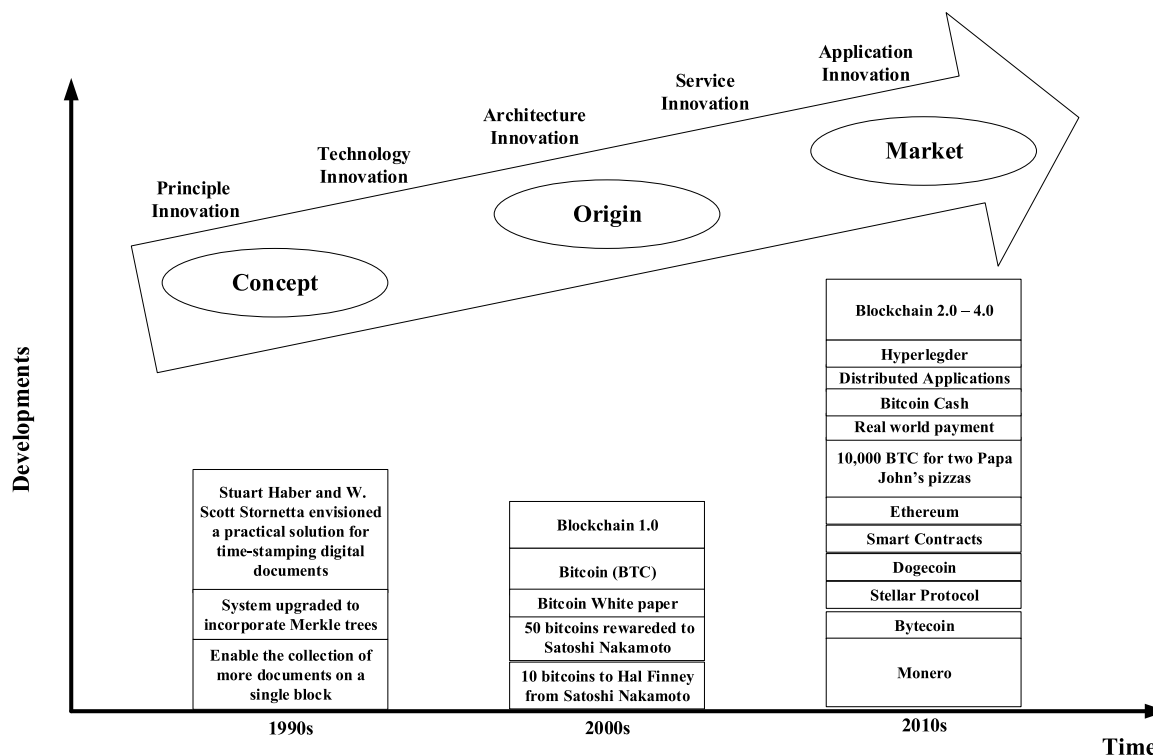 Application
Innovation
Service
Innovation
Architecture
Innovation
Technology
Innovation
Principle
Innovation
Market
Origin
Concept
Developments
Stuart Haber and W.
Scott Stornetta envisioned
a practical solution for
time-stamping digital
documents
System upgraded to
incorporate Merkle trees
Enable the collection of
more documents on a
single block
1990s
Blockchain 1.0
Bitcoin (BTC)
Bitcoin White paper
50 bitcoins rewareded to
Satoshi Nakamoto
10 bitcoins to Hal Finney
from Satoshi Nakamoto
2000s
Blockchain 2.0 – 4.0
Hyperlegder
Distributed Applications
Bitcoin Cash
Real world payment
10,000 BTC for two Papa
John’s pizzas
Ethereum
Smart Contracts
Dogecoin
Stellar Protocol
Bytecoin
Monero
2010s
Time